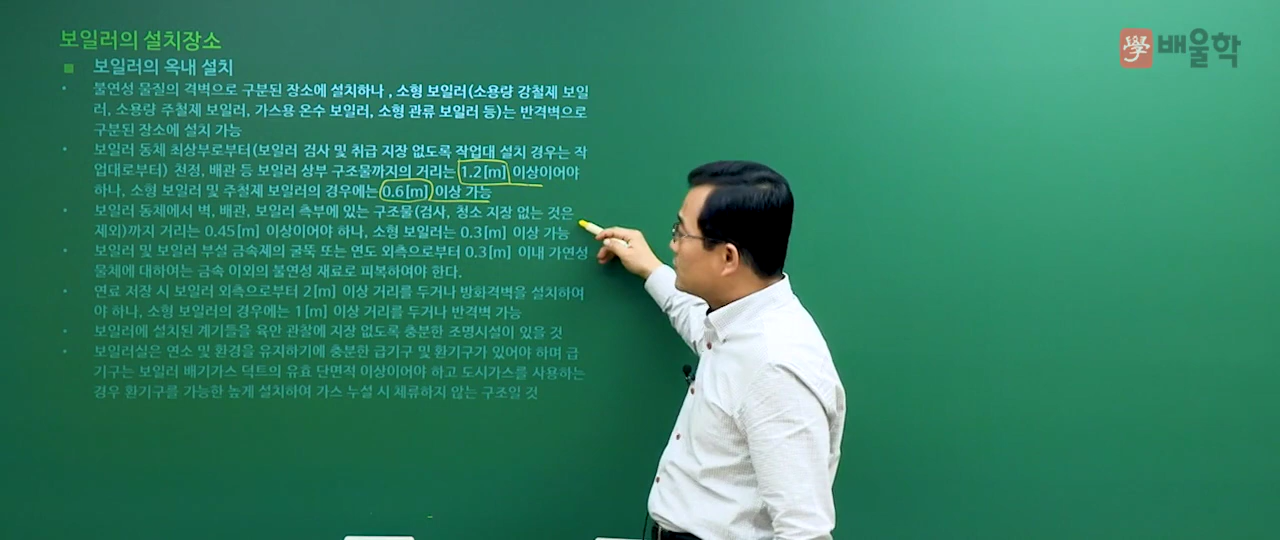 보일러의 설치장소
學 배울학
■ 보일러의 옥내 설치
• 불연성 물질의 격벽으로 구분된 장소에 설치하나 , 소형 보일러(소용량 강철제 보일
러, 소용량 주철제 보일러, 가스용 온수 보일러, 소형 관류 보일러 등)는 반격벽으로
구분된 장소에 설치 가능
• 보일러 동체 최상부로부터(보일러 검사 및 취급 지장 없도록 작업대 설치 경우는 작
업대로부터) 천정, 배관 등 보일러 상부 구조물까지의 거리는 1.2[m] 이상이어야
하나, 소형 보일러 및 주철제 보일러의 경우에는 0.6[m] 이상 가능
• 보일러 동체에서 벽, 배관, 보일러 측부에 있는 구조물(검사, 청소 지장 없는 것은
제외)까지 거리는 0.45[m] 이상이어야 하나, 소형 보일러는 0.3[m] 이상 가능
• 보일러 및 보일러 부설 금속제의 굴뚝 또는 연도 외측으로부터 0.3[m] 이내 가연성
물체에 대하여는 금속 이외의 불연성 재료로 피복하여야 한다.
• 연료 저장 시 보일러 외측으로부터 2[m] 이상 거리를 두거나 방화격벽을 설치하여
야 하나, 소형 보일러의 경우에는 1[m] 이상 거리를 두거나 반격벽 가능
• 보일러에 설치된 계기들을 육안 관찰에 지장 없도록 충분한 조명시설이 있을 것
• 보일러실은 연소 및 환경을 유지하기에 충분한 급기구 및 환기구가 있어야 하며 급
기구는 보일러 배기가스 덕트의 유효 단면적 이상이어야 하고 도시가스를 사용하는
경우 환기구를 가능한 높게 설치하여 가스 누설 시 체류하지 않는 구조일 것